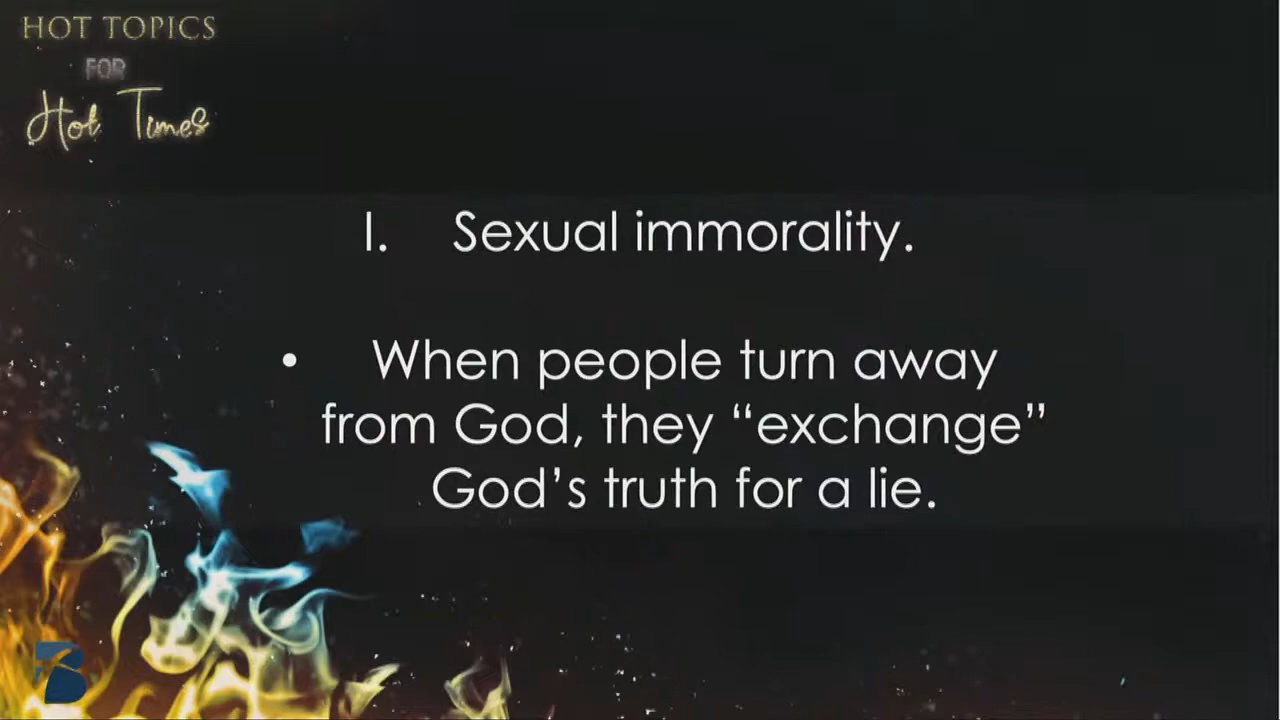 HOT TOPICS
FOR
Hot Times
I. Sexual immorality.
• When people turn away
from God, they “exchange”
God’s truth for a lie.